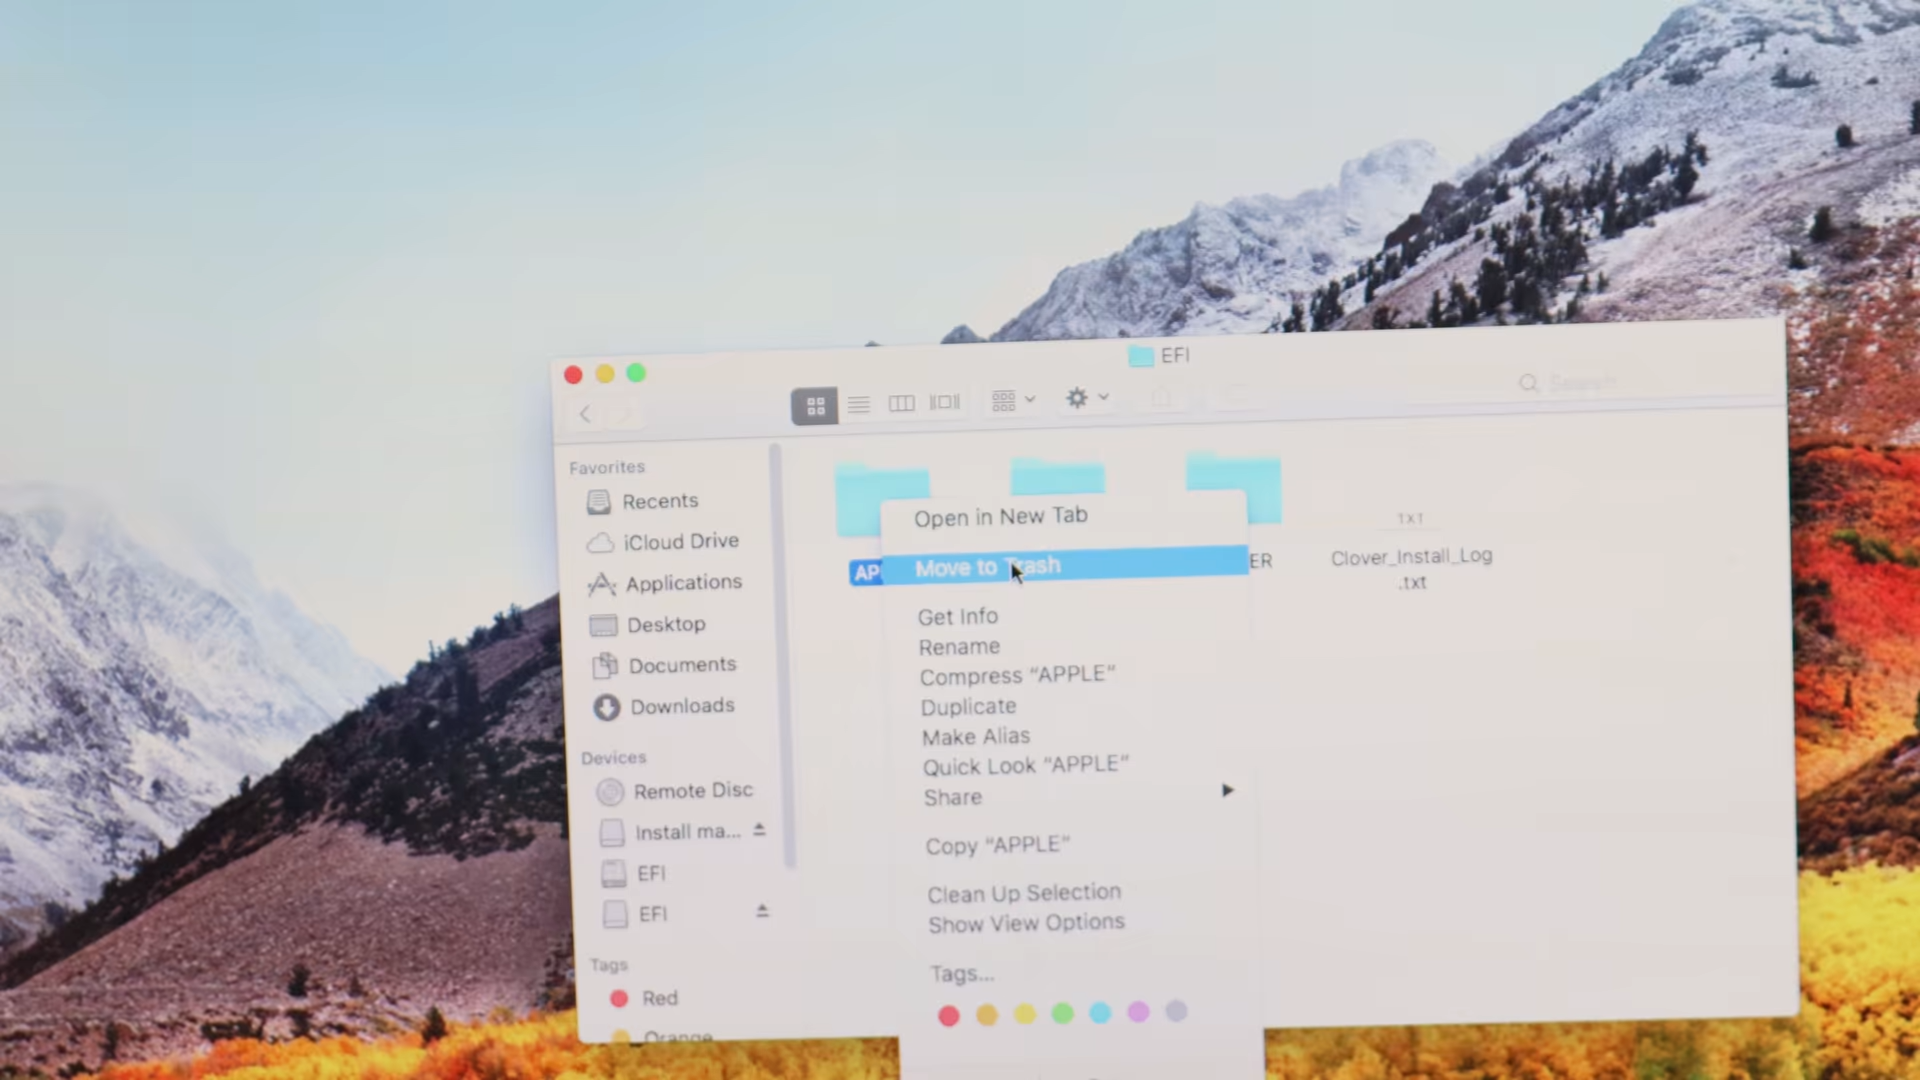 EFI
Search
Favorites
Recents
iCloud Drive
Applications
Desktop
Documents
Downloads
Devices
Remote Disc
Install ma...
EFI
EFI
Tags
Red
Orange
AP
ER
TXT
Clover_Install_Log
.txt
Open in New Tab
Move to Trash
Get Info
Rename
Compress “APPLE”
Duplicate
Make Alias
Quick Look “APPLE”
Share
Copy “APPLE”
Clean Up Selection
Show View Options
Tags...